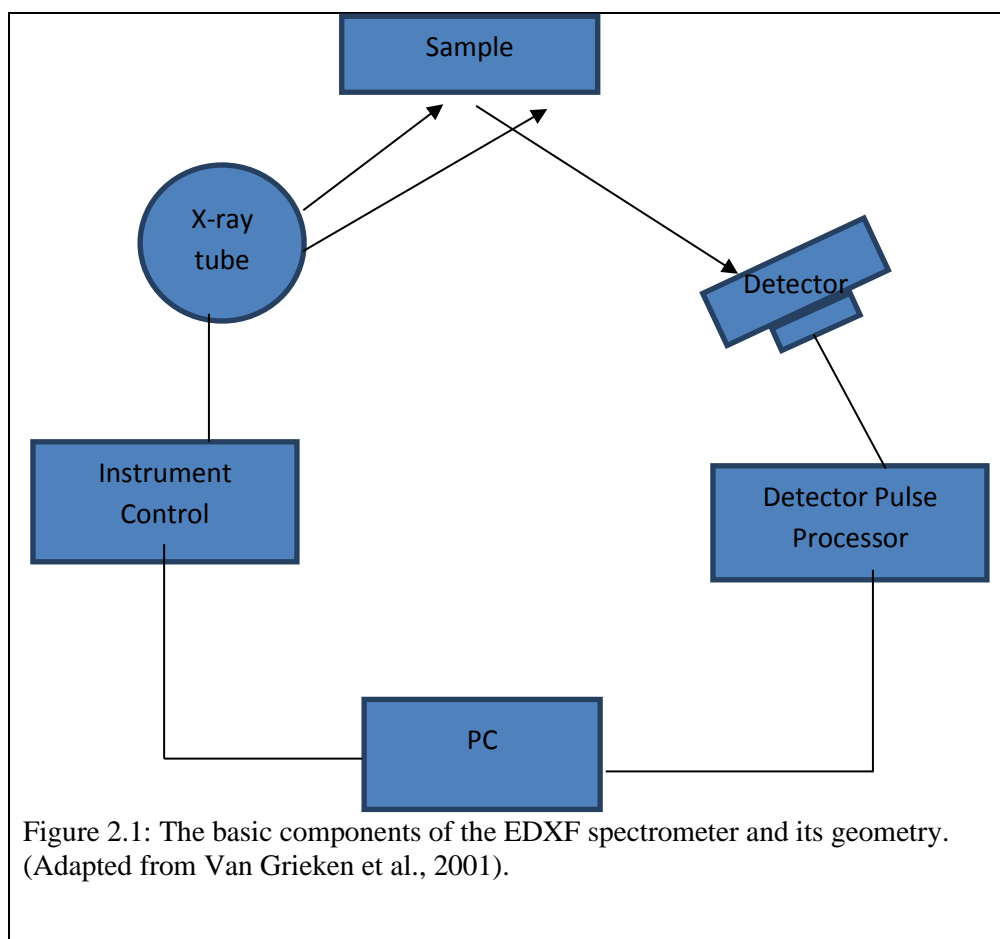 Sample
X-ray
tube
Detector
Instrument
Control
Detector Pulse
Processor
PC
Figure 2.1: The basic components of the EDXF spectrometer and its geometry.
(Adapted from Van Grieken et al., 2001).